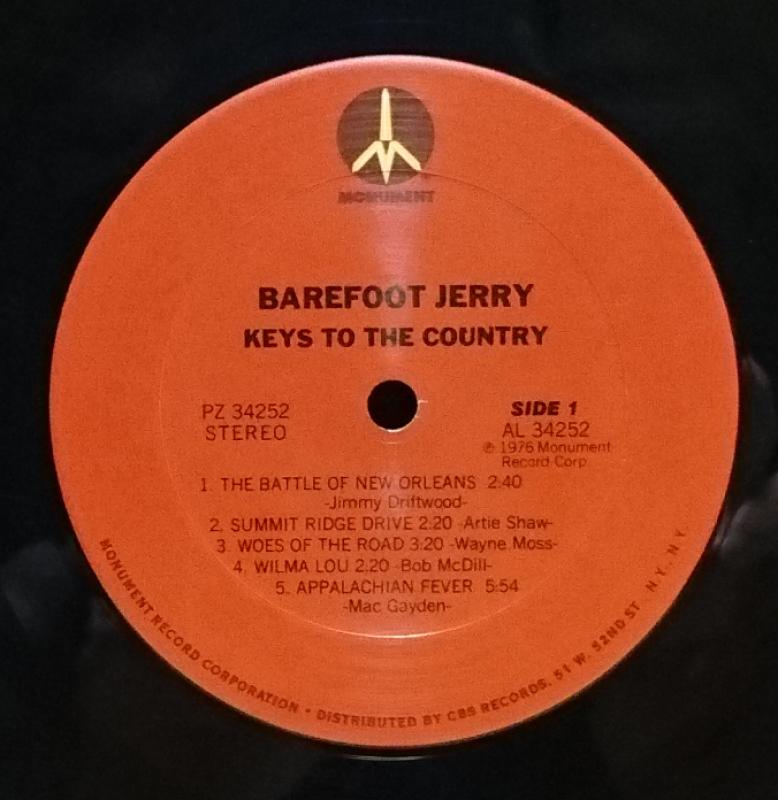 MONUMENT
BAREFOOT JERRY
KEYS TO THE COUNTRY
PZ 34252
STEREO
SIDE 1
AL 34252
℗ 1976 Monument
Record Corp
1. THE BATTLE OF NEW ORLEANS 2:40
-Jimmy Driftwood-
2. SUMMIT RIDGE DRIVE 2:20 -Artie Shaw-
3. WOES OF THE ROAD 3:20 -Wayne Moss-
4. WILMA LOU 2:20 -Bob McDill-
5. APPALACHIAN FEVER 5:54
-Mac Gayden-
MONUMENT RECORD CORPORATION • DISTRIBUTED BY CBS RECORDS, 51 W. 52ND ST. N.Y. N.Y.